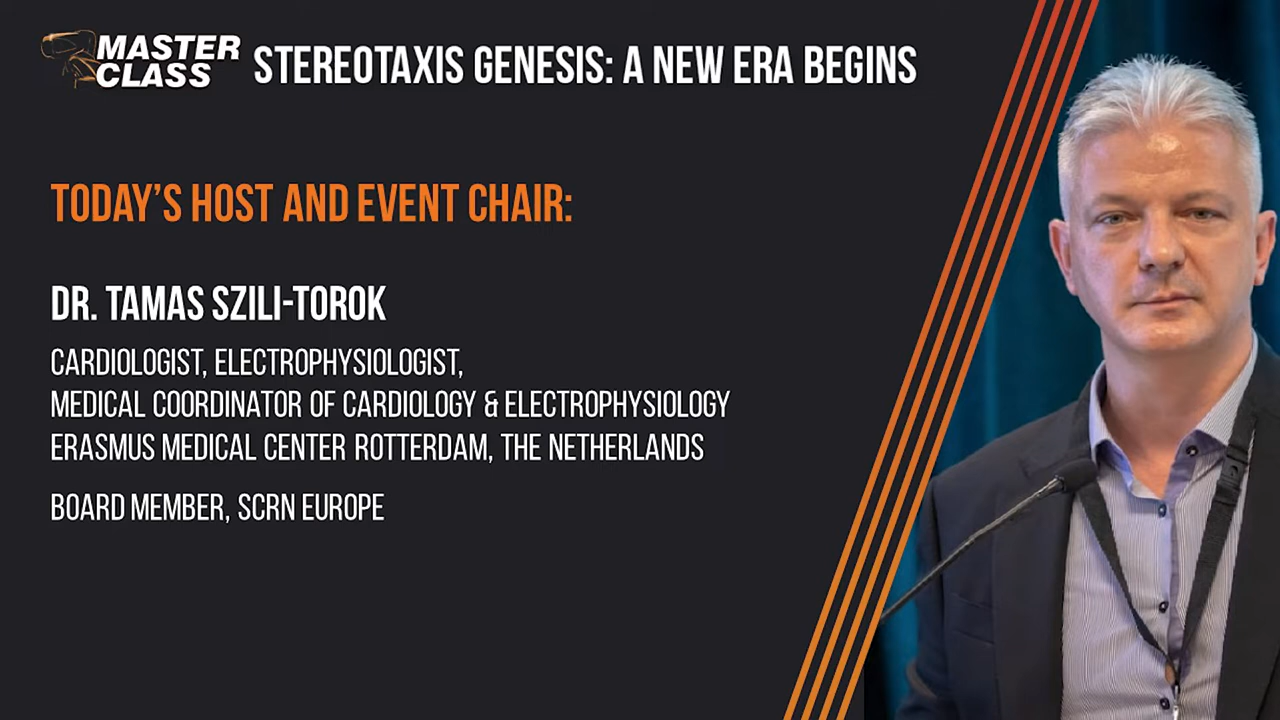 MASTER CLASS
STEREOTAXIS GENESIS: A NEW ERA BEGINS
TODAY'S HOST AND EVENT CHAIR:
DR. TAMAS SZILI-TOROK
CARDIOLOGIST, ELECTROPHYSIOLOGIST,
MEDICAL COORDINATOR OF CARDIOLOGY & ELECTROPHYSIOLOGY
ERASMUS MEDICAL CENTER ROTTERDAM, THE NETHERLANDS
BOARD MEMBER, SCRN EUROPE